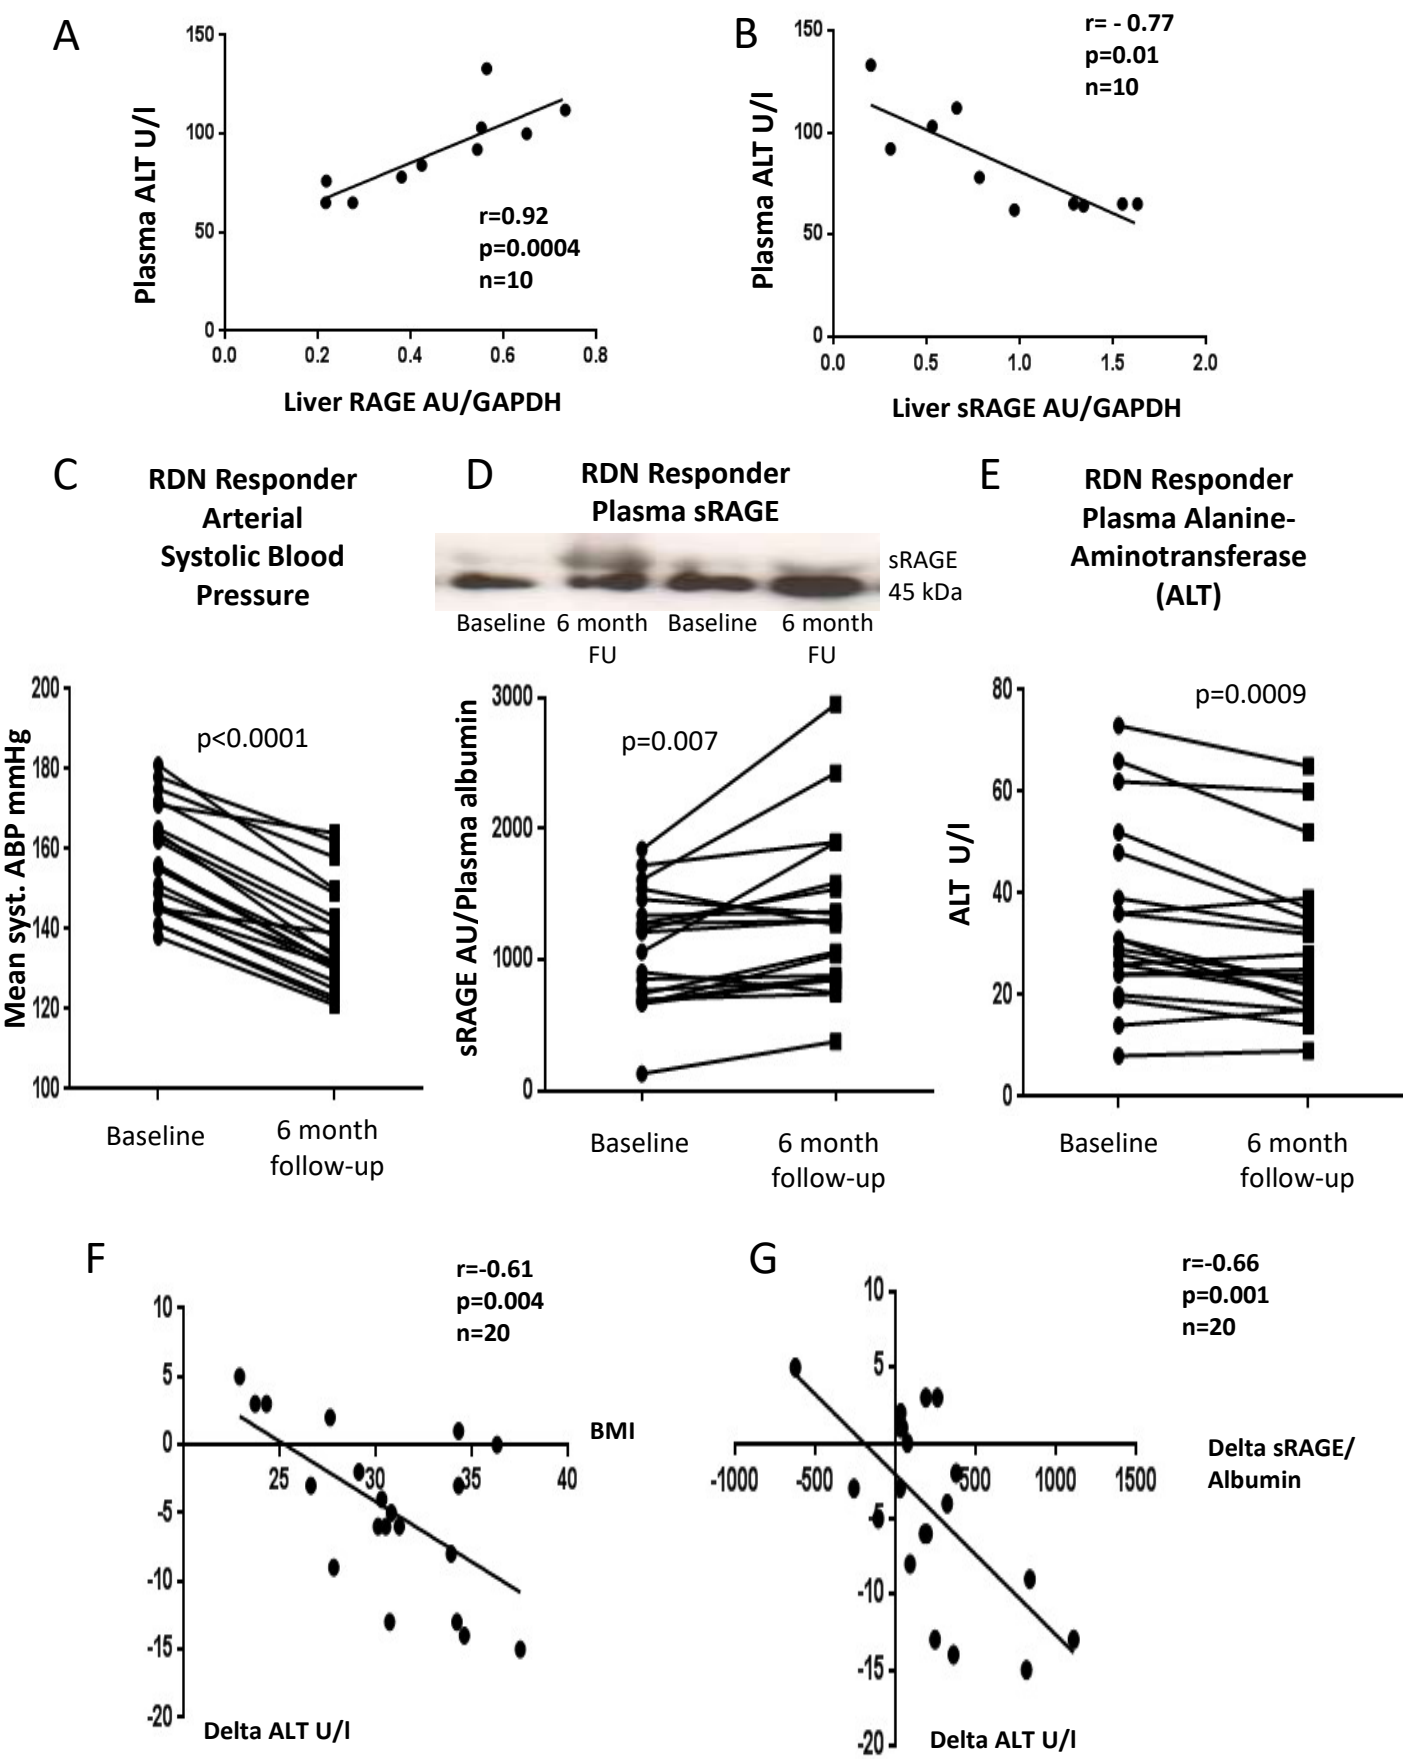 A
150
100
50
0
Plasma ALT U/l
r=0.92
p=0.0004
n=10
0.0 0.2 0.4 0.6 0.8
Liver RAGE AU/GAPDH
B
150
100
50
0
Plasma ALT U/l
r= - 0.77
p=0.01
n=10
0.0 0.5 1.0 1.5 2.0
Liver sRAGE AU/GAPDH
C
RDN Responder
Arterial
Systolic Blood
Pressure
200
180
160
140
120
100
Mean syst. ABP mmHg
p<0.0001
Baseline
6 month
follow-up
D
RDN Responder
Plasma sRAGE
sRAGE
45 kDa
Baseline 6 month Baseline 6 month
FU FU
3000
2000
1000
0
sRAGE AU/Plasma albumin
p=0.007
Baseline
6 month
follow-up
E
RDN Responder
Plasma Alanine-
Aminotransferase
(ALT)
80
60
40
20
0
ALT U/l
p=0.0009
Baseline
6 month
follow-up
F
r=-0.61
p=0.004
n=20
10
5
0
-5
-10
-15
-20
25 30 35 40
BMI
Delta ALT U/l
G
r=-0.66
p=0.001
n=20
10
5
-5
-10
-15
-20
-1000 -500 500 1000 1500
Delta sRAGE/
Albumin
Delta ALT U/l